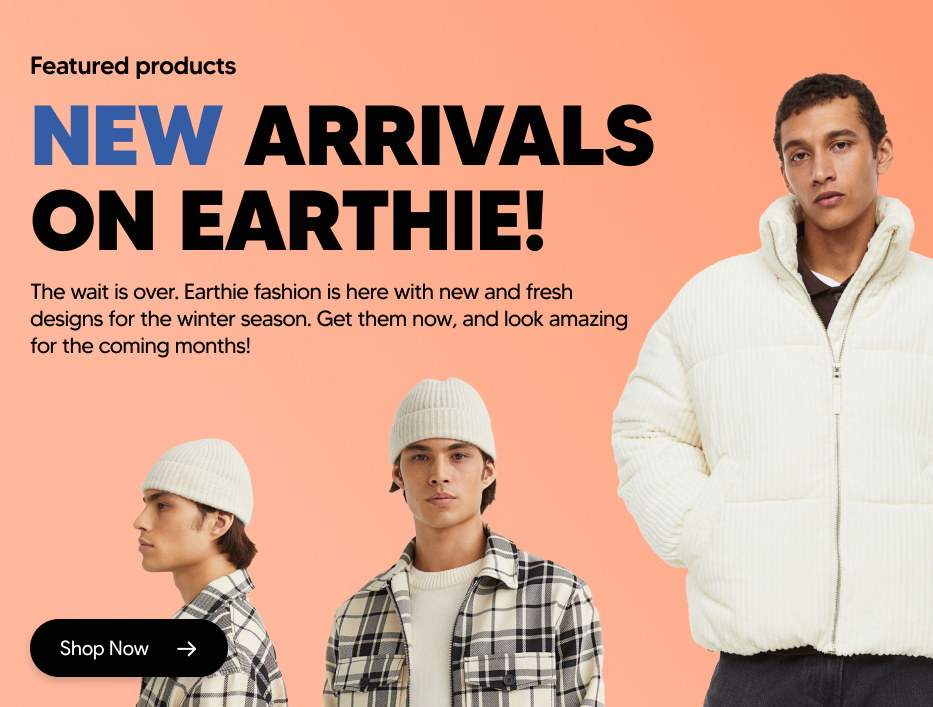 Featured products
NEW ARRIVALS
ON EARTHIE!
The wait is over. Earthie fashion is here with new and fresh
designs for the winter season. Get them now, and look amazing
for the coming months!
Shop Now